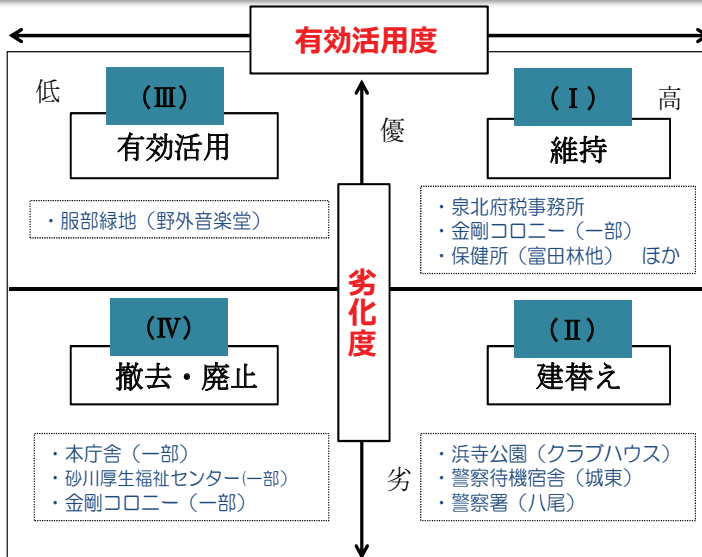 有効活用度
低
(Ⅲ)
有効活用
優
(Ⅰ)
高
維持
・服部緑地（野外音楽堂）
・泉北府税事務所
・金剛コロニー（一部）
・保健所（富田林他）　ほか
劣化度
(Ⅳ)
撤去・廃止
(Ⅱ)
建替え
・本庁舎（一部）
・砂川厚生福祉センター(一部)
・金剛コロニー（一部）
劣
・浜寺公園（クラブハウス）
・警察待機宿舎（城東）
・警察署（八尾）